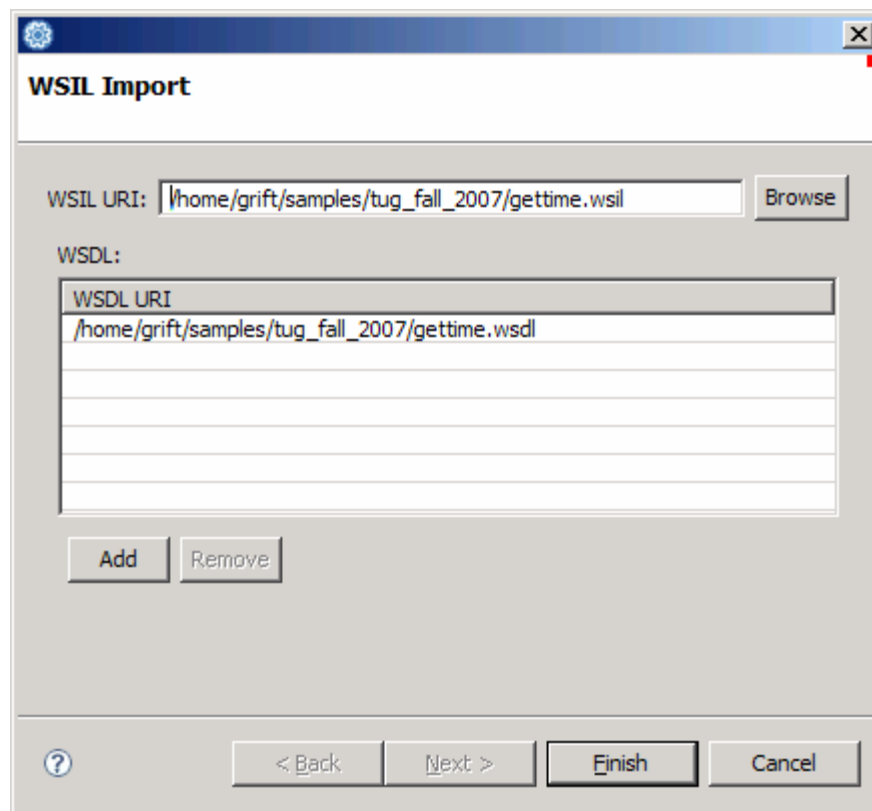 WSIL Import
WSIL URI: /home/grift/samples/tug_fall_2007/gettime.wsil Browse
WSDL:
WSDL URI
/home/grift/samples/tug_fall_2007/gettime.wsdl
Add Remove
? < Back Next > Finish Cancel